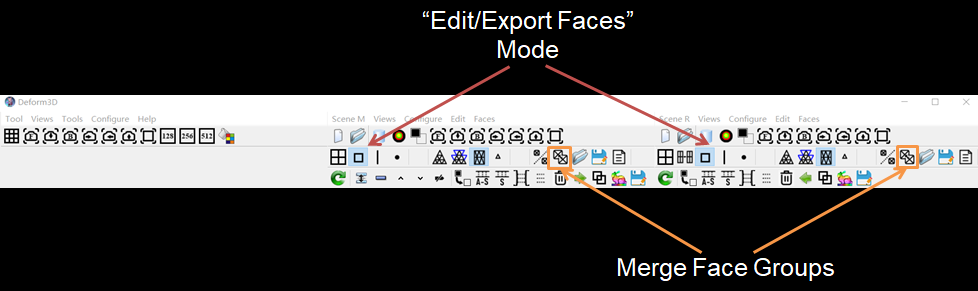 “Edit/Export Faces”
Mode
Deform3D
Tool Views Tools Configure Help
Scene M Views Configure Edit Faces
Scene R Views Configure Edit Faces
128 256 512
A-S S
A-S S
Merge Face Groups